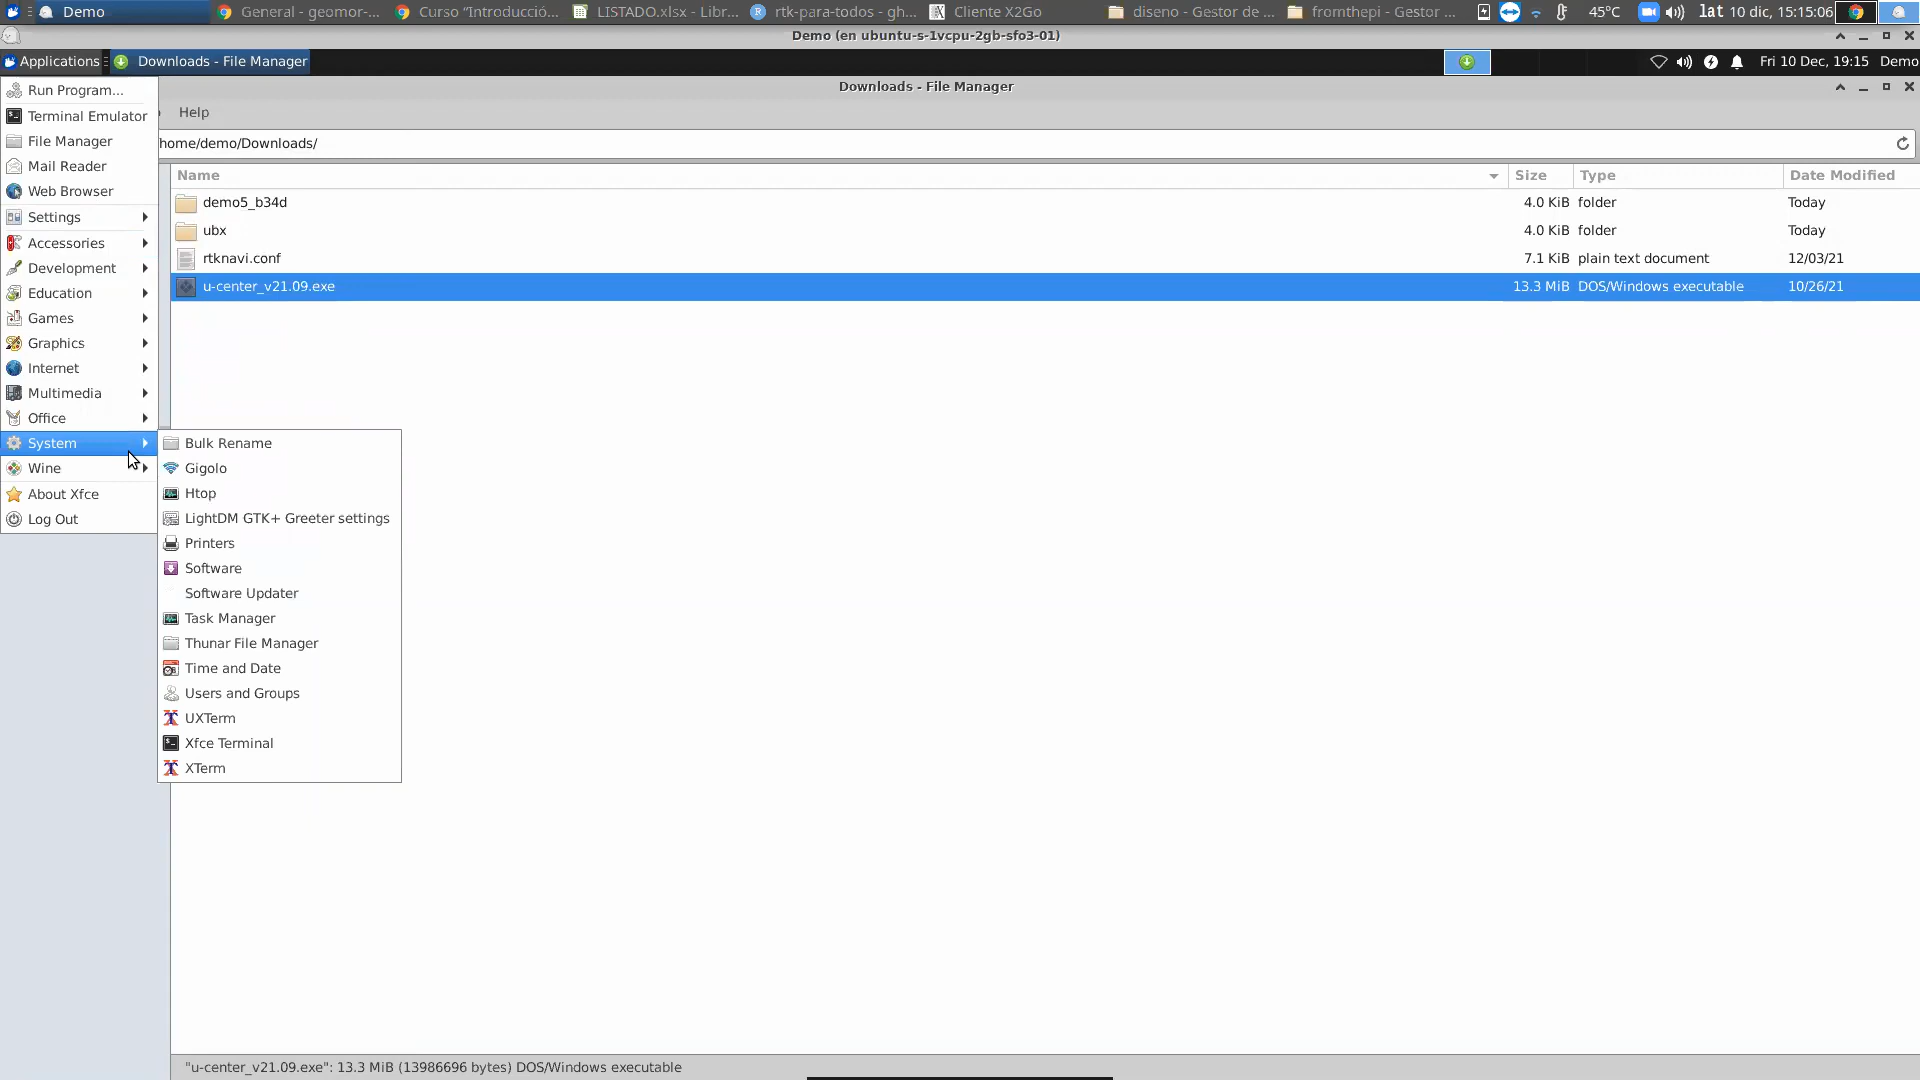 Demo
General - geomor-...
Curso “Introducció...
LISTADO.xlsx - Libr...
rtk-para-todos - gh...
Cliente X2Go
diseno - Gestor de ...
fromthepi - Gestor ...
45°C
lat 10 dic, 15:15:06
Demo (en ubuntu-s-1vcpu-2gb-sfo3-01)
Applications
Downloads - File Manager
Fri 10 Dec, 19:15
Demo
Downloads - File Manager
Help
home/demo/Downloads/
Name
Size
Type
Date Modified
demo5_b34d
4.0 KiB
folder
Today
ubx
4.0 KiB
folder
Today
rtknavi.conf
7.1 KiB
plain text document
12/03/21
u-center_v21.09.exe
13.3 MiB
DOS/Windows executable
10/26/21
Run Program...
Terminal Emulator
File Manager
Mail Reader
Web Browser
Settings
Accessories
Development
Education
Games
Graphics
Internet
Multimedia
Office
System
Wine
About Xfce
Log Out
Bulk Rename
Gigolo
Htop
LightDM GTK+ Greeter settings
Printers
Software
Software Updater
Task Manager
Thunar File Manager
Time and Date
Users and Groups
UXTerm
Xfce Terminal
XTerm
"u-center_v21.09.exe": 13.3 MiB (13986696 bytes) DOS/Windows executable